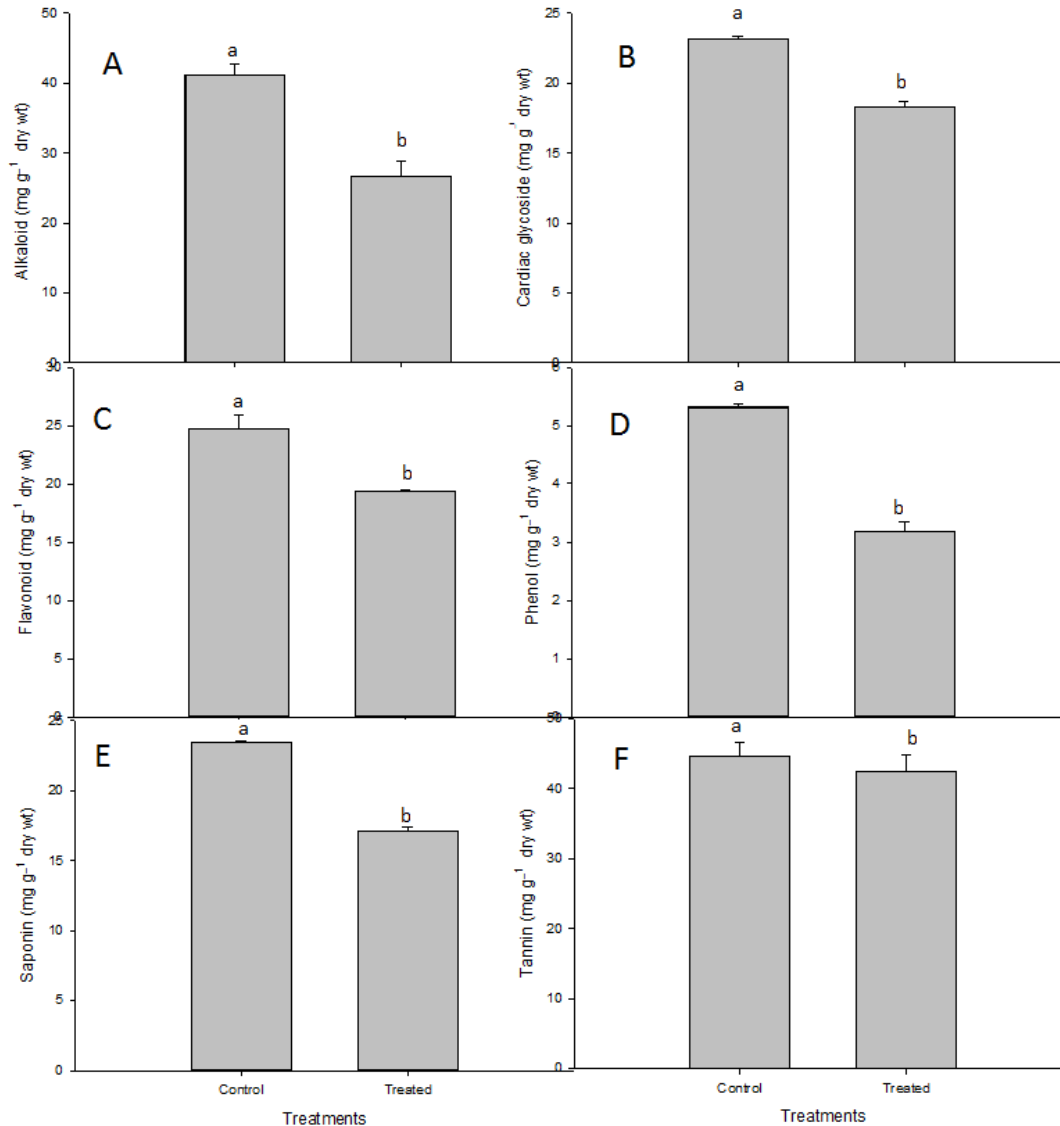 A
Alkaloid (mg g⁻¹ dry wt)
50
40
30
20
10
0
a
b
B
Cardiac glycoside (mg g⁻¹ dry wt)
25
20
15
10
5
0
a
b
C
Flavonoid (mg g⁻¹ dry wt)
30
25
20
15
10
5
0
a
b
D
Phenol (mg g⁻¹ dry wt)
6
5
4
3
2
1
0
a
b
E
Saponin (mg g⁻¹ dry wt)
25
20
15
10
5
0
a
b
Control
Treated
Treatments
F
Tannin (mg g⁻¹ dry wt)
50
40
30
20
10
0
a
b
Control
Treated
Treatments